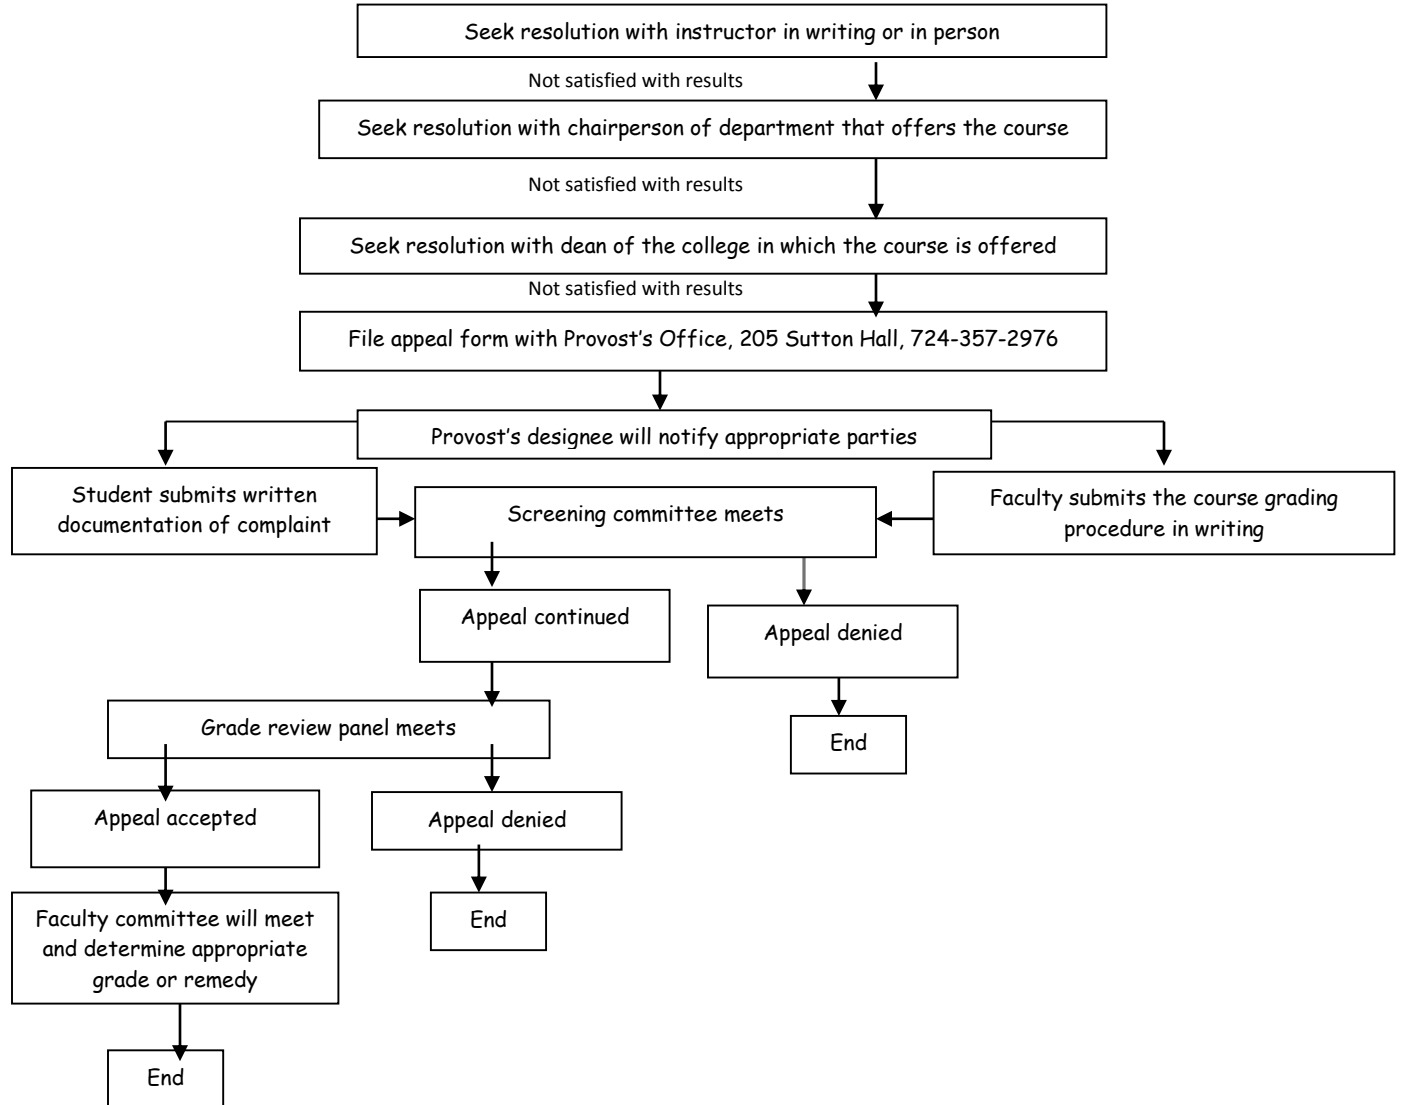 Seek resolution with instructor in writing or in person
Not satisfied with results
Seek resolution with chairperson of department that offers the course
Not satisfied with results
Seek resolution with dean of the college in which the course is offered
Not satisfied with results
File appeal form with Provost’s Office, 205 Sutton Hall, 724-357-2976
Provost’s designee will notify appropriate parties
Student submits written
documentation of complaint
Screening committee meets
Faculty submits the course grading
procedure in writing
Appeal continued
Appeal denied
End
Grade review panel meets
Appeal accepted
Appeal denied
End
Faculty committee will meet
and determine appropriate
grade or remedy
End